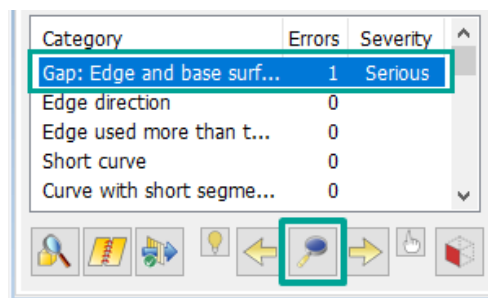 Category Errors Severity
Gap: Edge and base surf... 1 Serious
Edge direction 0
Edge used more than t... 0
Short curve 0
Curve with short segme... 0